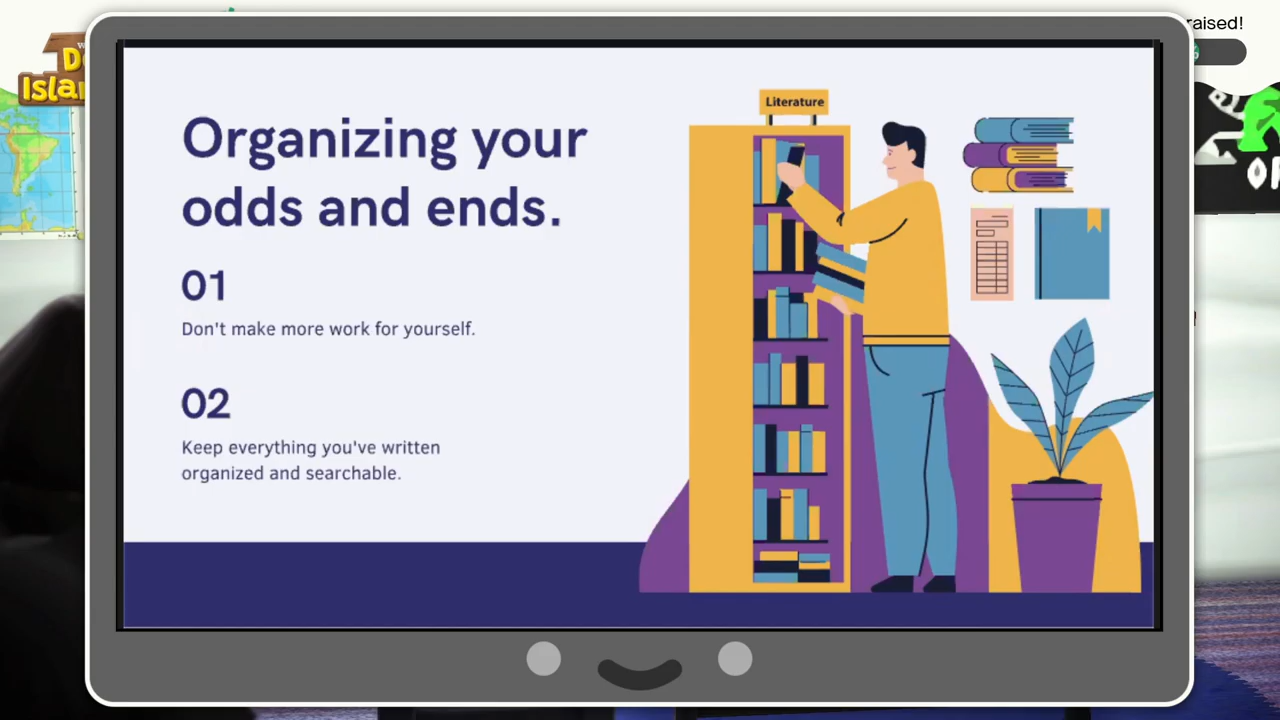 raised!
Organizing your
odds and ends.
01
Don't make more work for yourself.
02
Keep everything you've written
organized and searchable.
Literature